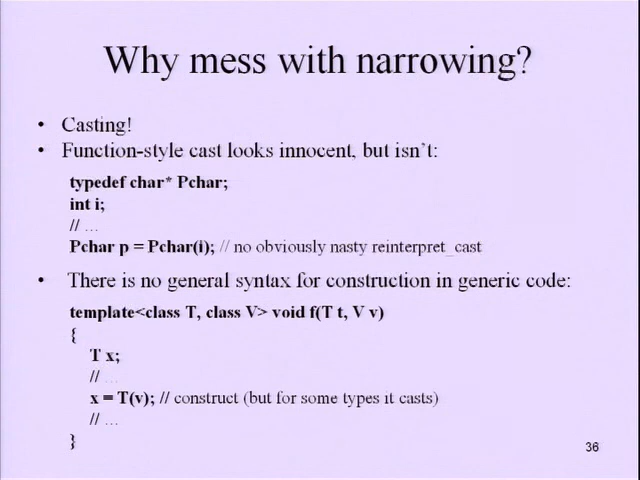 Why mess with narrowing?
• Casting!
• Function-style cast looks innocent, but isn't:
typedef char* Pchar;
int i;
// …
Pchar p = Pchar(i); // no obviously nasty reinterpret_cast
• There is no general syntax for construction in generic code:
template<class T, class V> void f(T t, V v)
{
T x;
// …
x = T(v); // construct (but for some types it casts)
// …
}
36